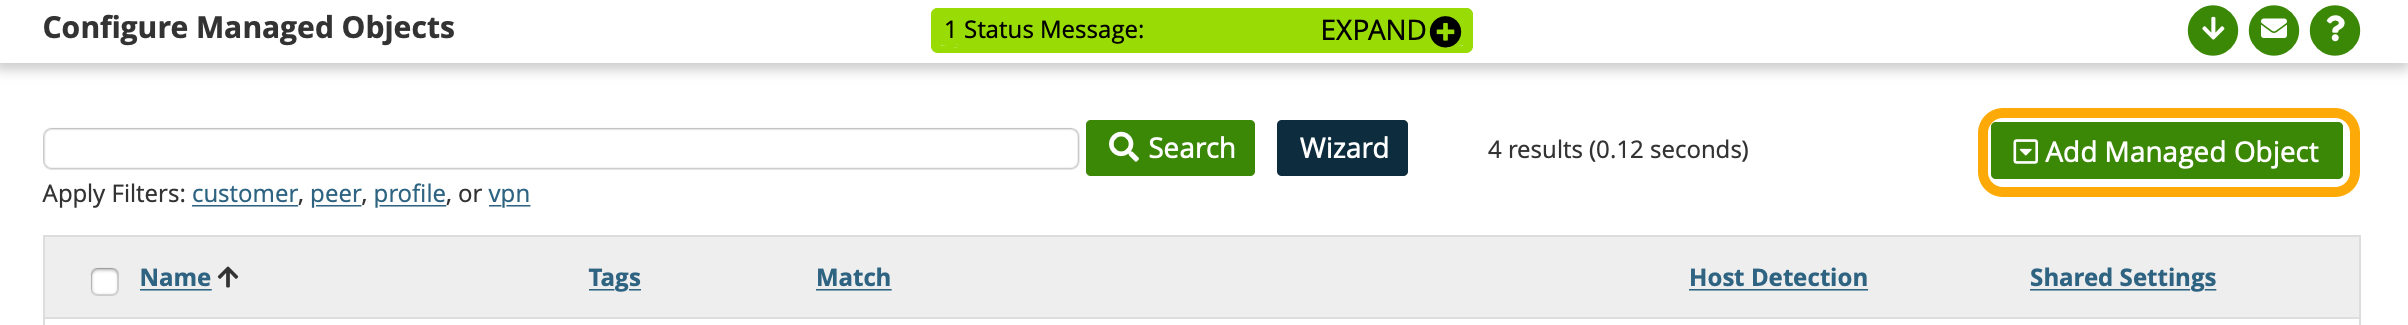 Configure Managed Objects
1 Status Message: EXPAND
Search
Wizard
4 results (0.12 seconds)
Add Managed Object
Apply Filters: customer, peer, profile, or vpn
Name Tags Match Host Detection Shared Settings